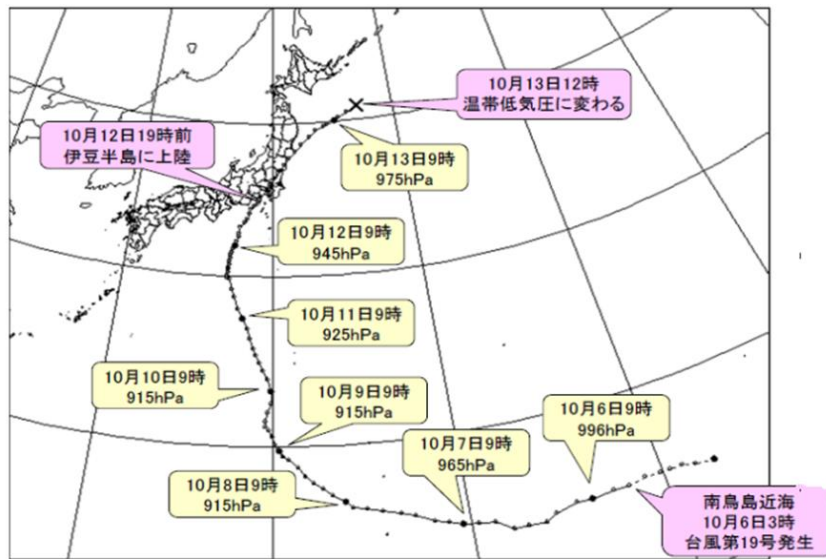 10月13日12時
温帯低気圧に変わる
10月12日19時前
伊豆半島に上陸
10月13日9時
975hPa
10月12日9時
945hPa
10月11日9時
925hPa
10月10日9時
915hPa
10月9日9時
915hPa
10月6日9時
996hPa
10月7日9時
965hPa
10月8日9時
915hPa
南鳥島近海
10月6日3時
台風第19号発生